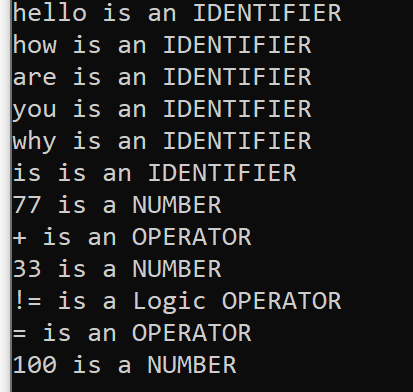 hello is an IDENTIFIER
how is an IDENTIFIER
are is an IDENTIFIER
you is an IDENTIFIER
why is an IDENTIFIER
is is an IDENTIFIER
77 is a NUMBER
+ is an OPERATOR
33 is a NUMBER
!= is a Logic OPERATOR
= is an OPERATOR
100 is a NUMBER